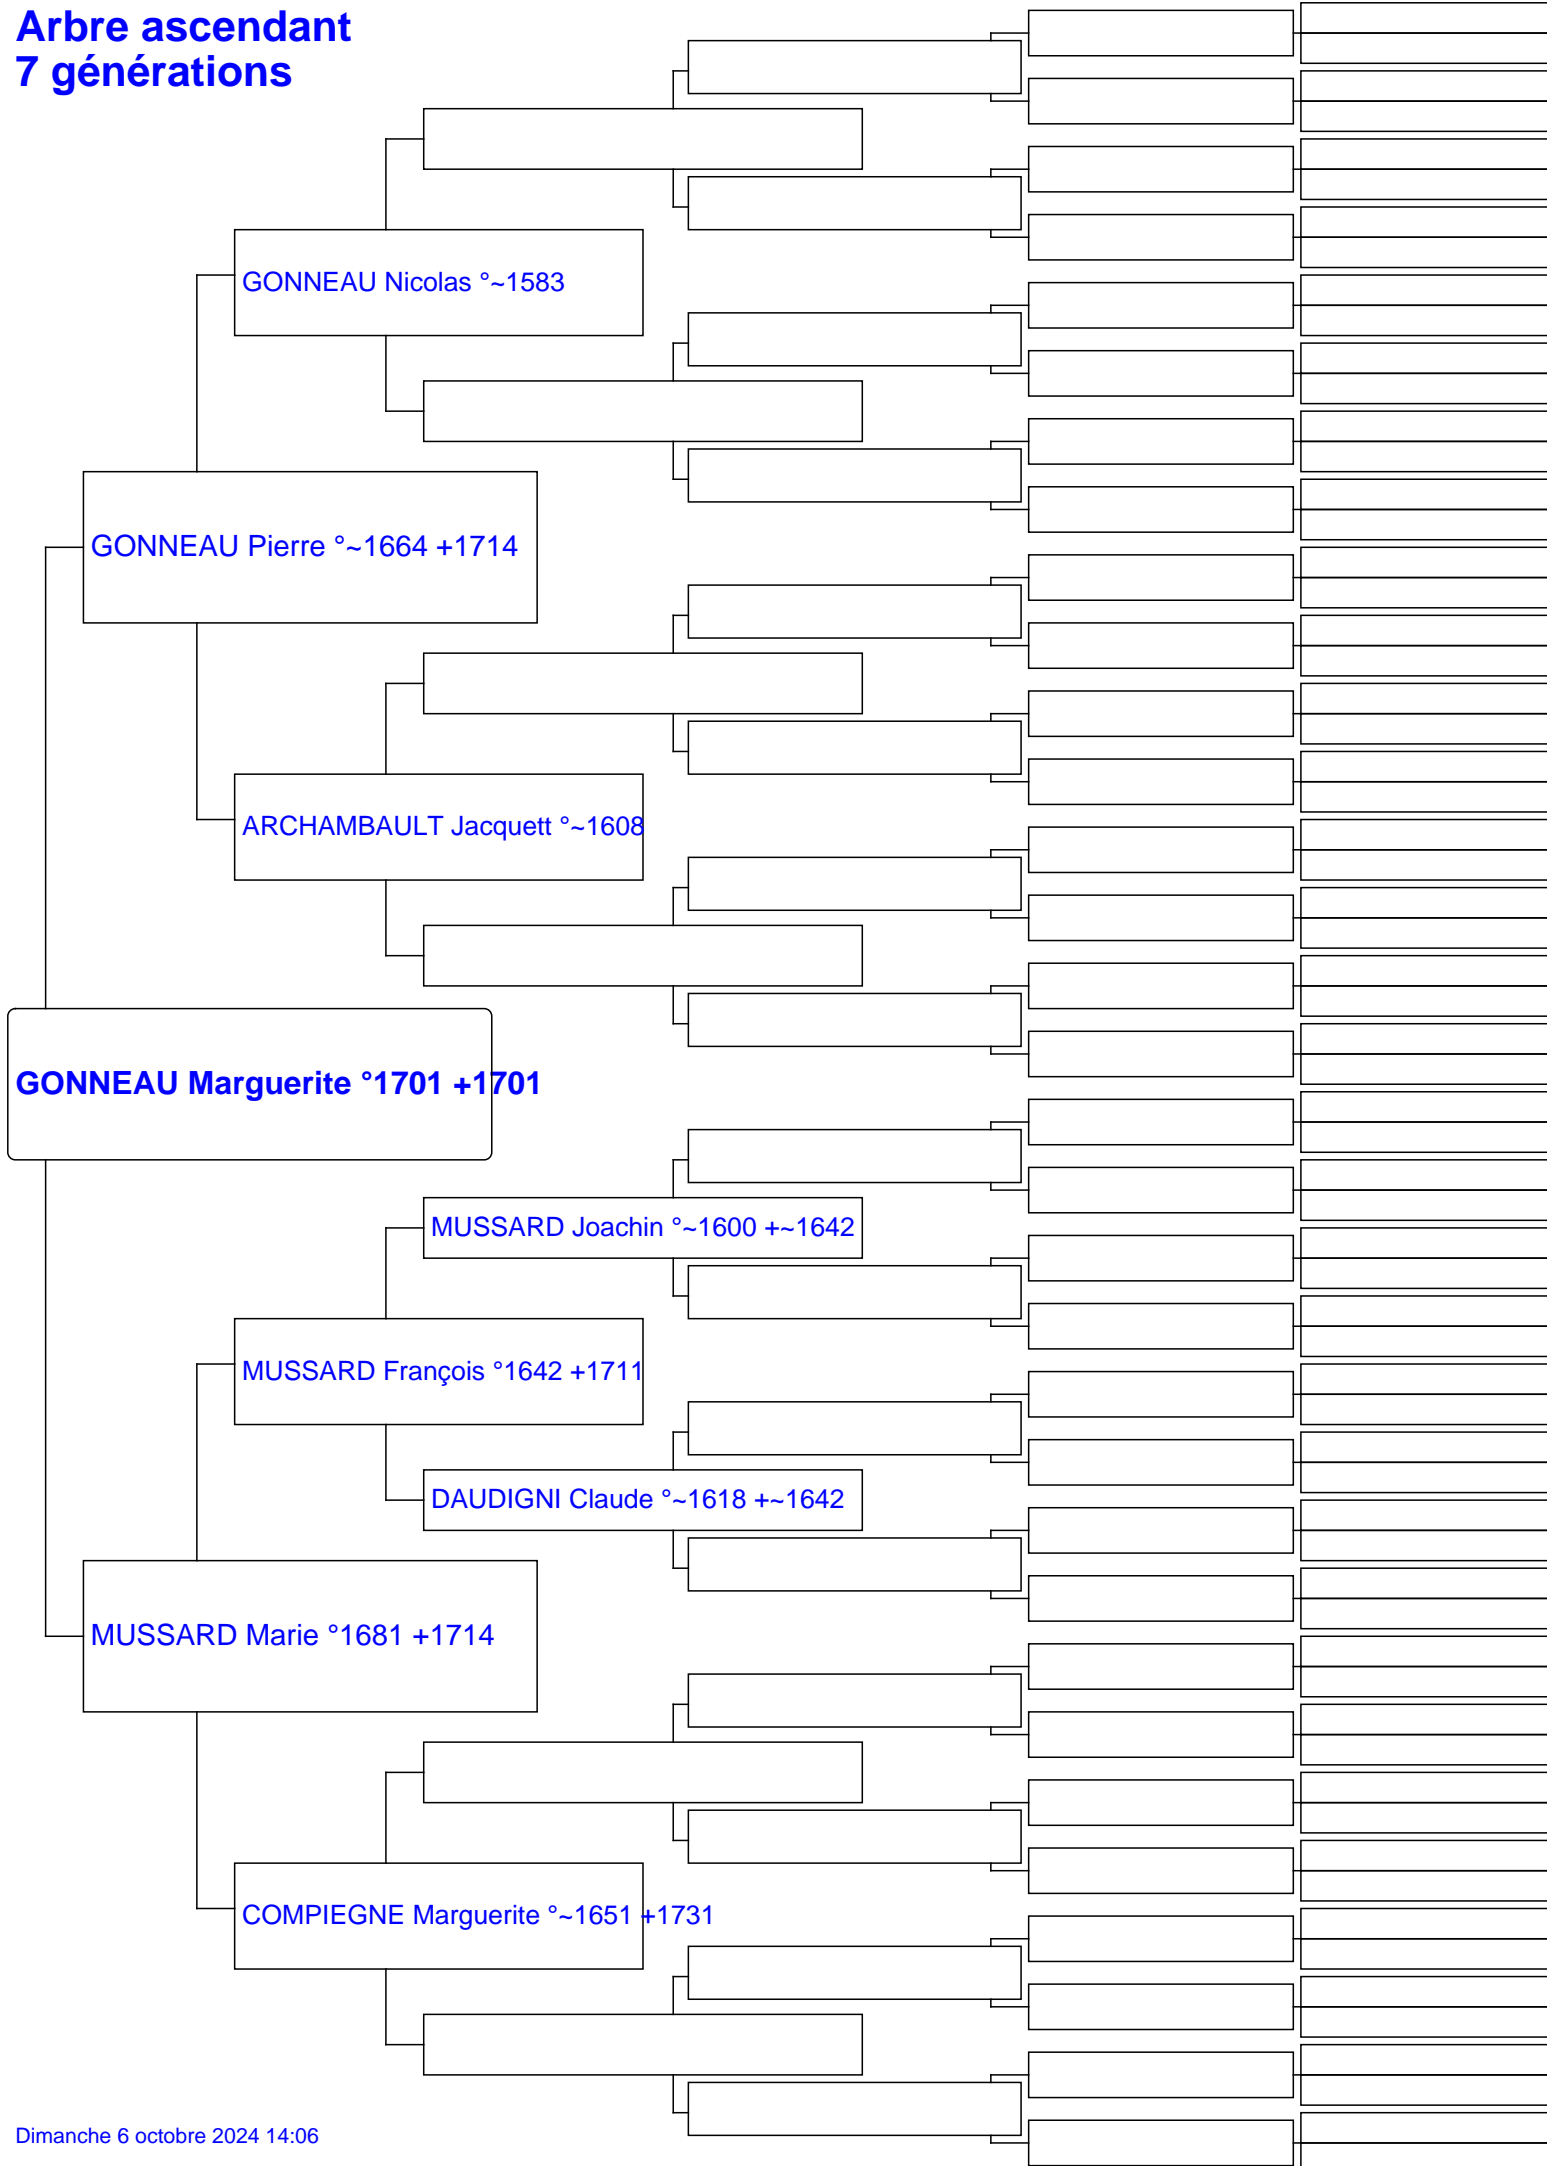 Arbre ascendant
7 générations
GONNEAU Nicolas °~1583
GONNEAU Pierre °~1664 +1714
ARCHAMBAULT Jacquett °~1608
GONNEAU Marguerite °1701 +1701
MUSSARD Joachin °~1600 +~1642
MUSSARD François °1642 +1711
DAUDIGNI Claude °~1618 +~1642
MUSSARD Marie °1681 +1714
COMPIEGNE Marguerite °~1651 +1731
Dimanche 6 octobre 2024 14:06